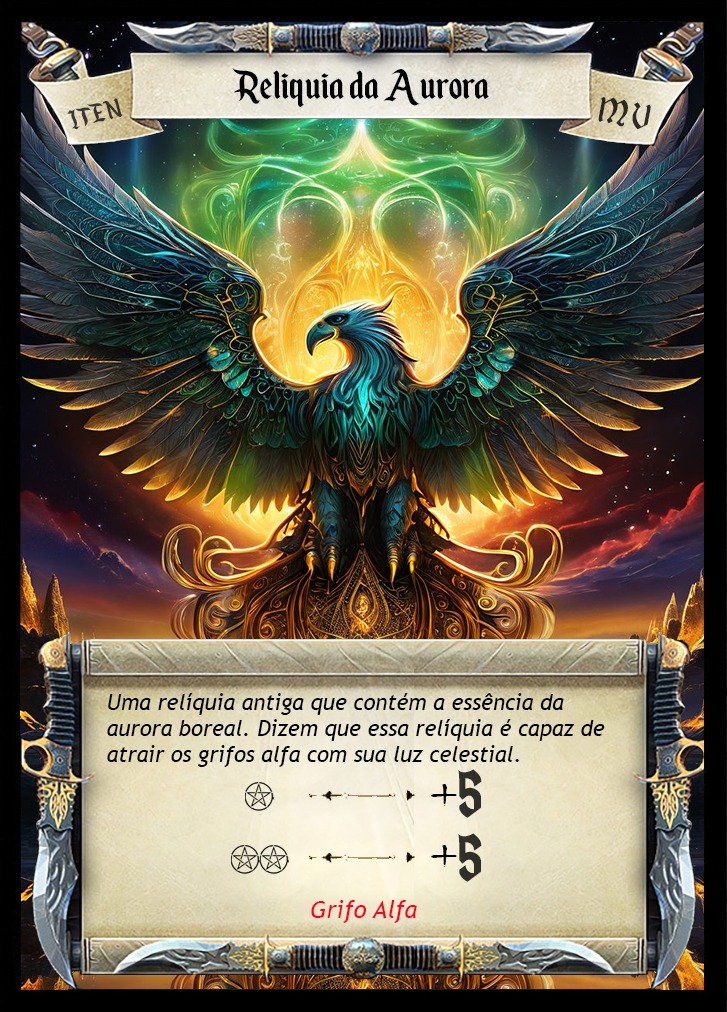 Reliquia da Aurora
ITEN
MU
Uma relíquia antiga que contém a essência da
aurora boreal. Dizem que essa relíquia é capaz de
atrair os grifos alfa com sua luz celestial.
+5
+5
Grifo Alfa